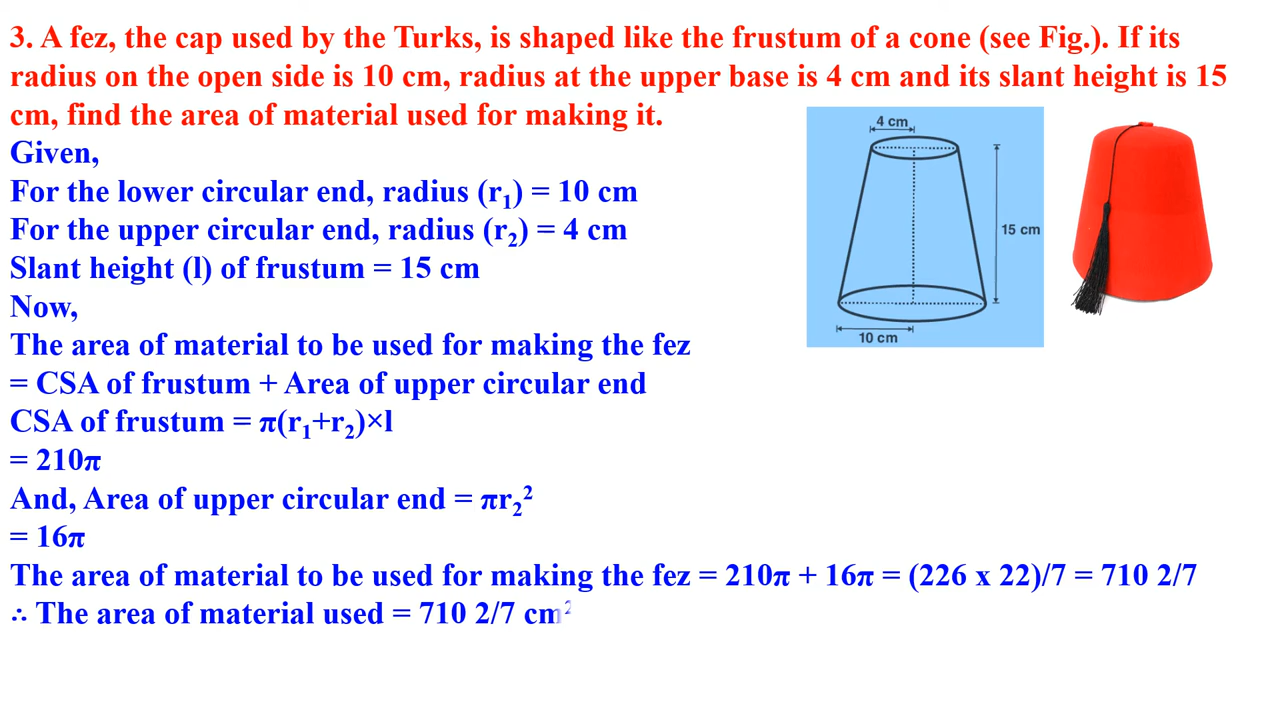 3. A fez, the cap used by the Turks, is shaped like the frustum of a cone (see Fig.). If its
radius on the open side is 10 cm, radius at the upper base is 4 cm and its slant height is 15
cm, find the area of material used for making it.
Given,
For the lower circular end, radius (r₁) = 10 cm
For the upper circular end, radius (r₂) = 4 cm
Slant height (l) of frustum = 15 cm
Now,
The area of material to be used for making the fez
= CSA of frustum + Area of upper circular end
CSA of frustum = π(r₁+r₂)×l
= 210π
And, Area of upper circular end = πr₂²
= 16π
The area of material to be used for making the fez = 210π + 16π = (226 x 22)/7 = 710 2/7
∴ The area of material used = 710 2/7 cm²
4 cm
15 cm
10 cm